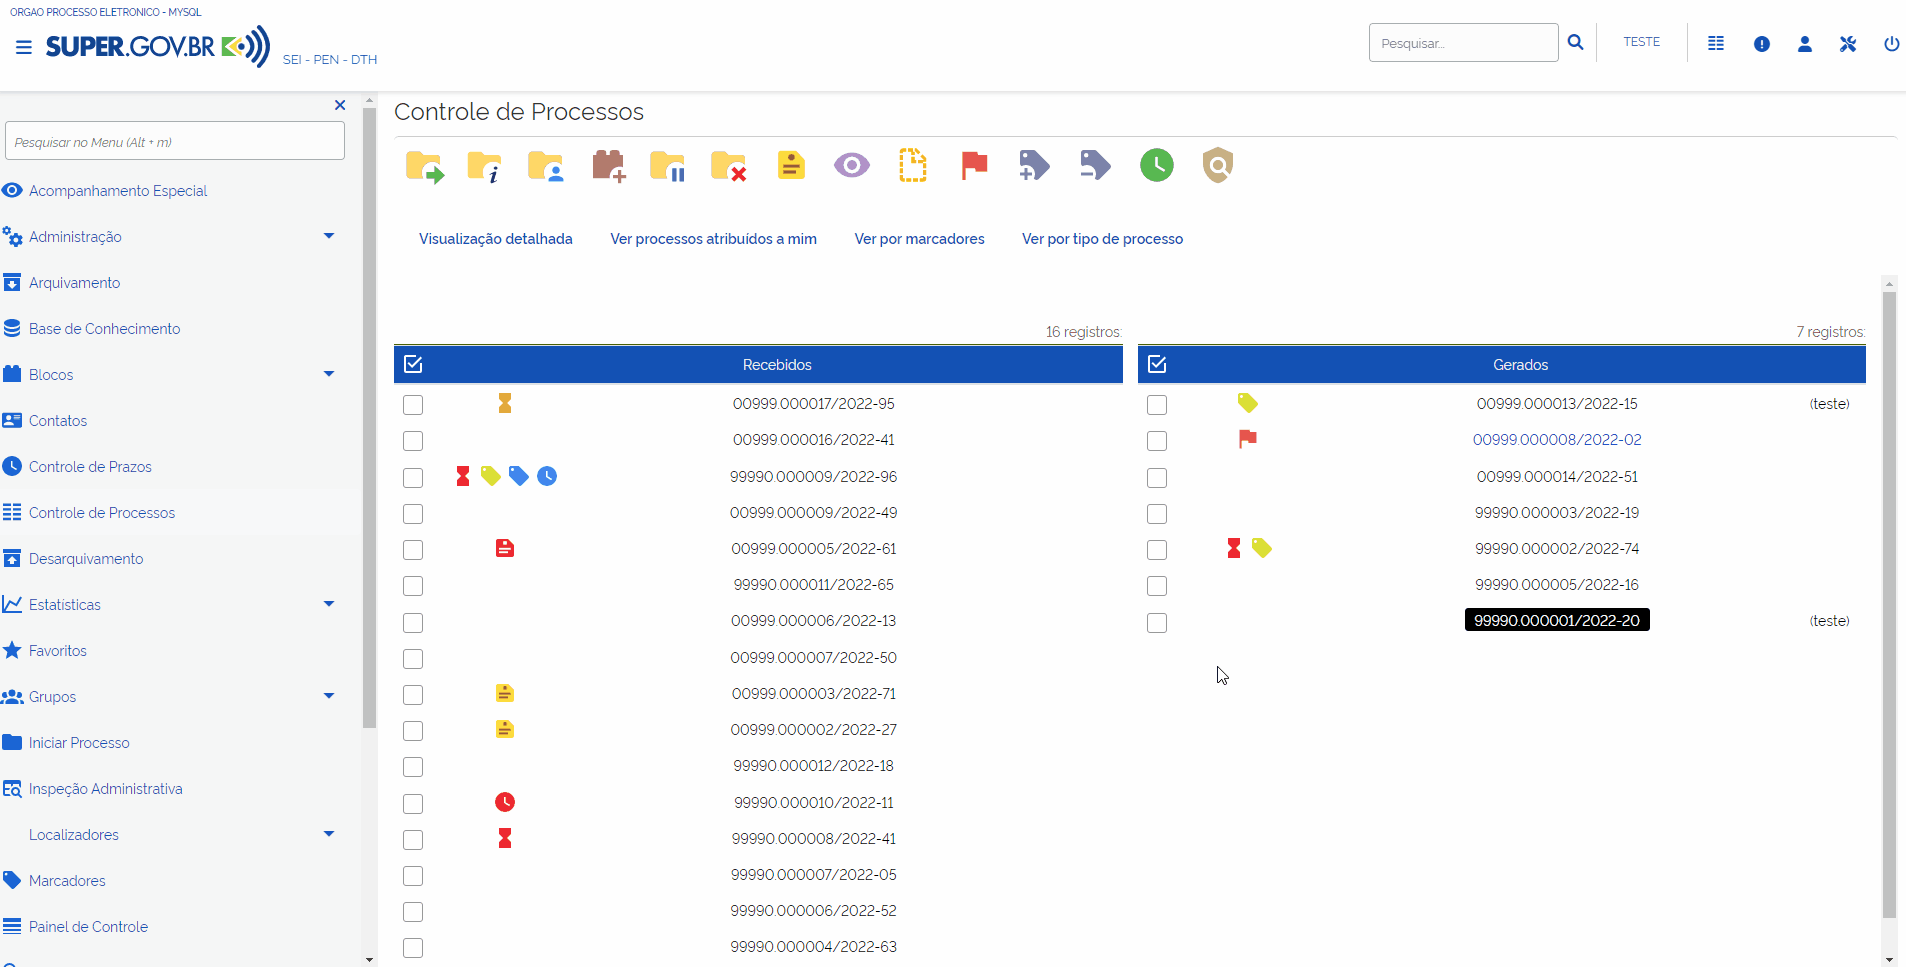 ORGAO PROCESSO ELETRONICO - MYSQL
SUPER.GOV.BR
SEI - PEN - DTH
Pesquisar...
TESTE
Pesquisar no Menu (Alt + m)
Acompanhamento Especial
Administração
Arquivamento
Base de Conhecimento
Blocos
Contatos
Controle de Prazos
Controle de Processos
Desarquivamento
Estatísticas
Favoritos
Grupos
Iniciar Processo
Inspeção Administrativa
Localizadores
Marcadores
Painel de Controle
Controle de Processos
Visualização detalhada
Ver processos atribuídos a mim
Ver por marcadores
Ver por tipo de processo
16 registros:
Recebidos
00999.000017/2022-95
00999.000016/2022-41
99990.000009/2022-96
00999.000009/2022-49
00999.000005/2022-61
99990.000011/2022-65
00999.000006/2022-13
00999.000007/2022-50
00999.000003/2022-71
00999.000002/2022-27
99990.000012/2022-18
99990.000010/2022-11
99990.000008/2022-41
99990.000007/2022-05
99990.000006/2022-52
99990.000004/2022-63
7 registros:
Gerados
00999.000013/2022-15 (teste)
00999.000008/2022-02
00999.000014/2022-51
99990.000003/2022-19
99990.000002/2022-74
99990.000005/2022-16
99990.000001/2022-20 (teste)